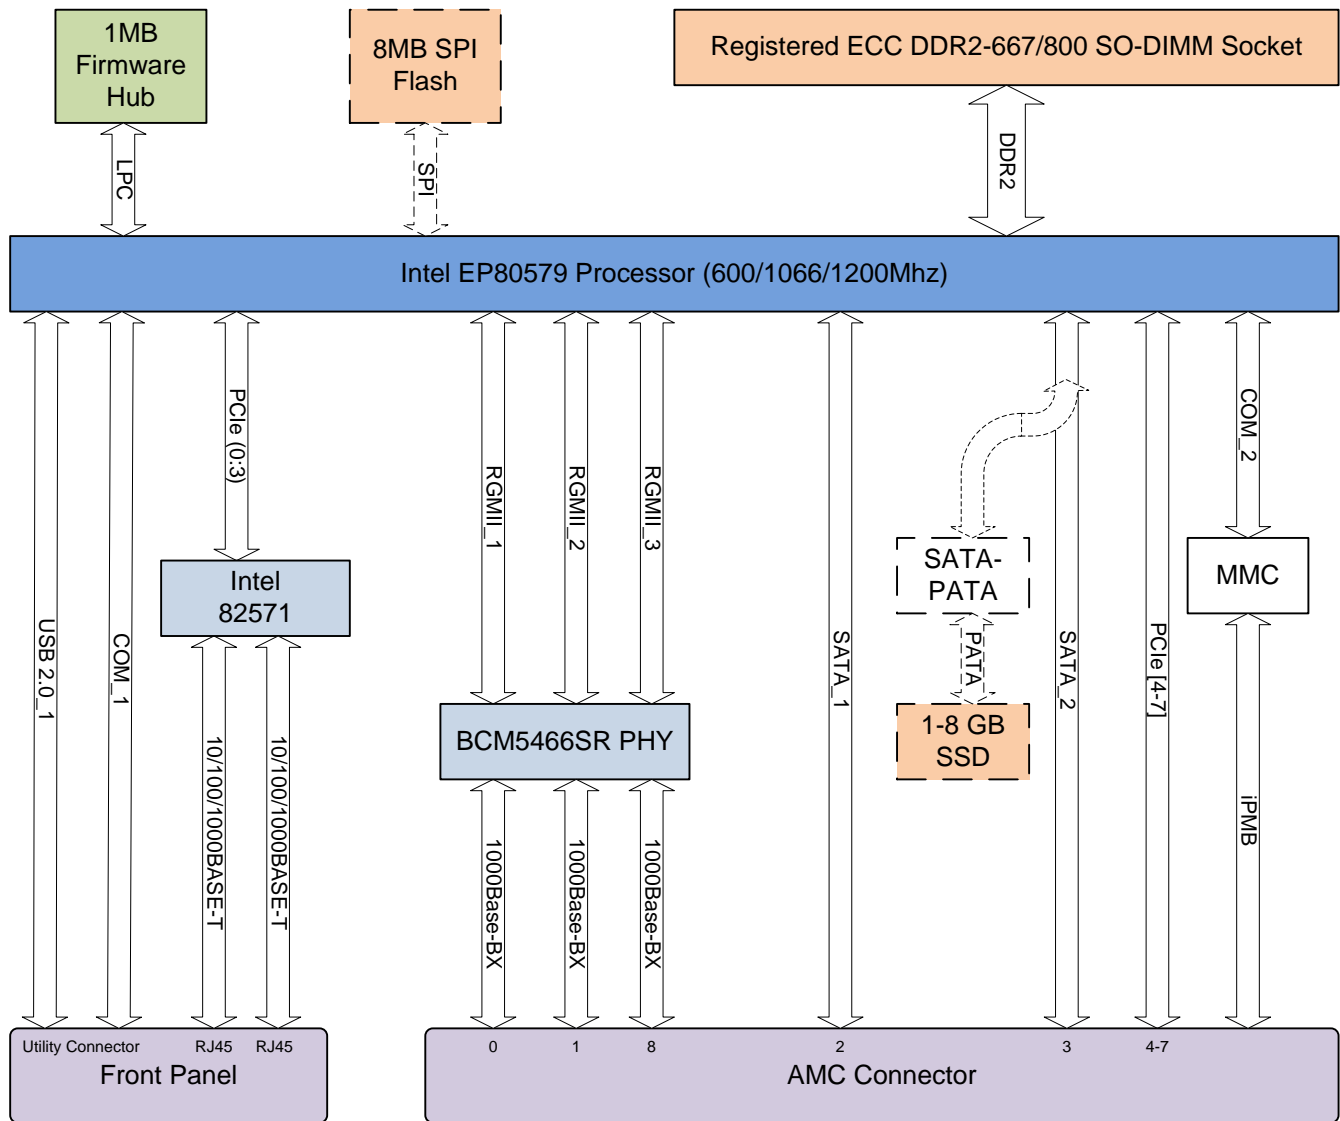 1MB
Firmware
Hub
8MB SPI
Flash
Registered ECC DDR2-667/800 SO-DIMM Socket
LPC
SPI
DDR2
Intel EP80579 Processor (600/1066/1200Mhz)
PCIe (0:3)
COM_2
RGMII_1
RGMII_2
RGMII_3
Intel
82571
SATA-
PATA
MMC
USB 2.0_1
COM_1
SATA_1
PATA
SATA_2
PCIe [4-7]
BCM5466SR PHY
1-8 GB
SSD
10/100/1000BASE-T
10/100/1000BASE-T
1000Base-BX
1000Base-BX
1000Base-BX
iPMB
Utility Connector
RJ45
RJ45
Front Panel
0
1
8
2
3
4-7
AMC Connector